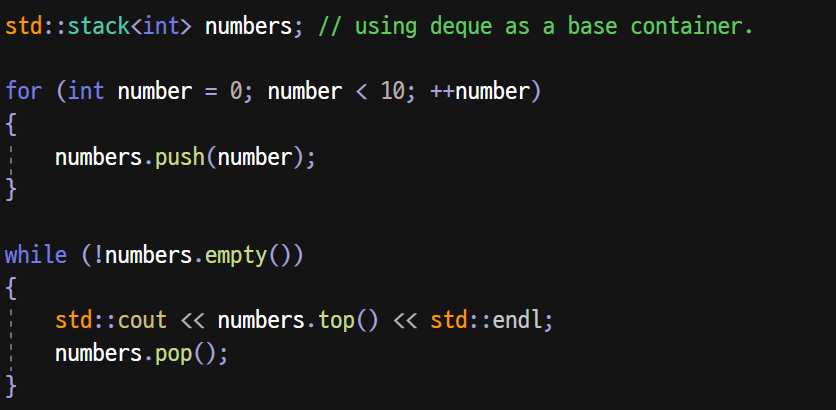 std::stack<int> numbers; // using deque as a base container.
for (int number = 0; number < 10; ++number)
{
    numbers.push(number);
}
while (!numbers.empty())
{
    std::cout << numbers.top() << std::endl;
    numbers.pop();
}